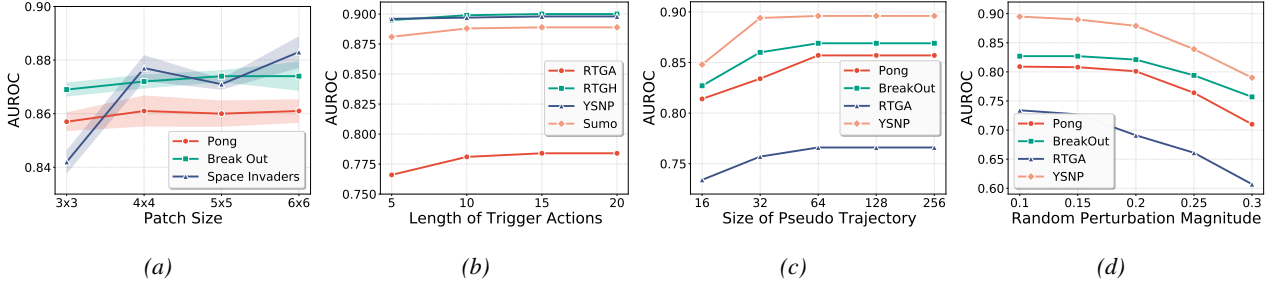 0.90
0.88
0.86
0.84
AUROC
Pong
Break Out
Space Invaders
3x3 4x4 5x5 6x6
Patch Size
(a)
0.900
0.875
0.850
0.825
0.800
0.775
0.750
AUROC
RTGA
RTGH
YSNP
Sumo
5 10 15 20
Length of Trigger Actions
(b)
0.90
0.85
0.80
0.75
AUROC
Pong
BreakOut
RTGA
YSNP
16 32 64 128 256
Size of Pseudo Trajectory
(c)
0.90
0.85
0.80
0.75
0.70
0.65
0.60
AUROC
Pong
BreakOut
RTGA
YSNP
0.1 0.15 0.2 0.25 0.3
Random Perturbation Magnitude
(d)